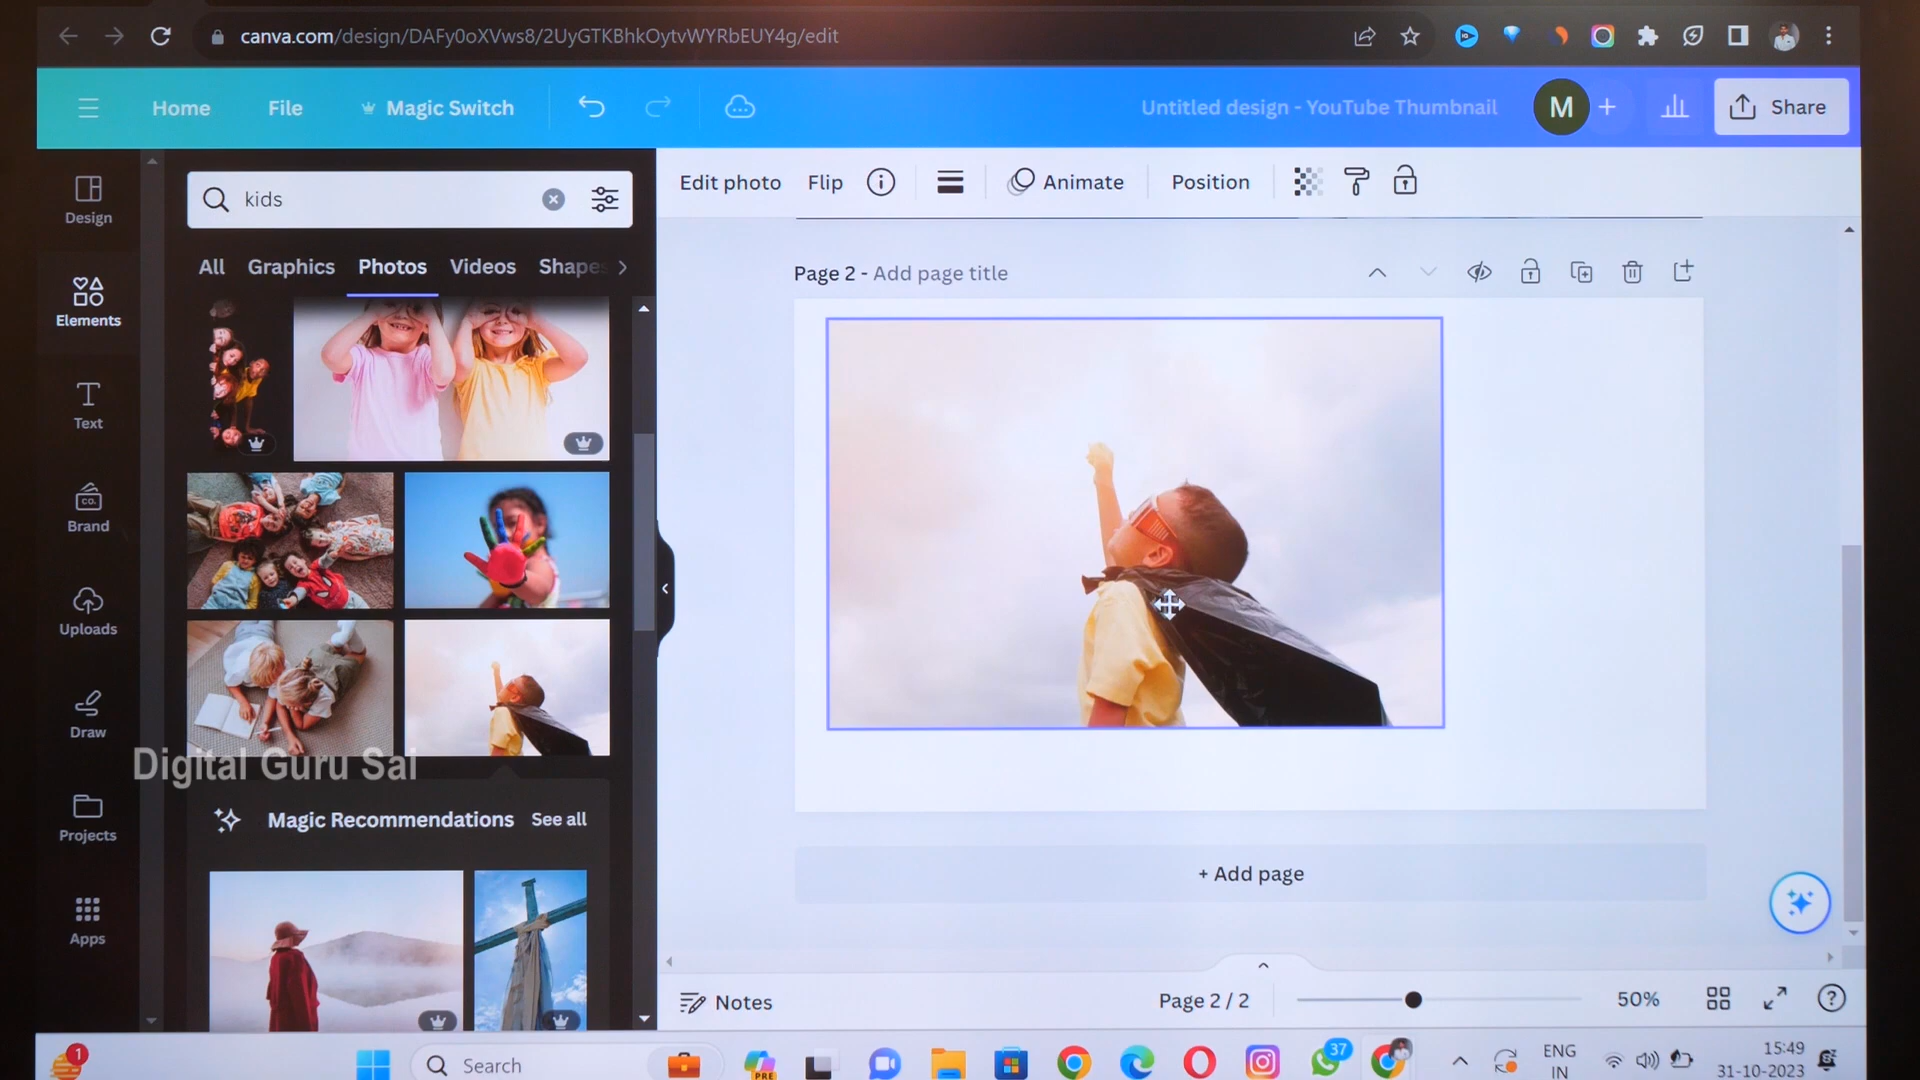 canva.com/design/DAFy0oXVws8/2UyGTKBhkOytvWYRbEUY4g/edit
Home File Magic Switch Untitled design - YouTube Thumbnail M + Share
Edit photo Flip Animate Position
kids
All Graphics Photos Videos Shapes
Page 2 - Add page title
Design
Elements
Text
CO.
Brand
Uploads
Draw
Projects
Apps
Digital Guru Sai
Magic Recommendations See all
+ Add page
Notes Page 2 / 2 50%
1
Search
PRE
37
ENG
IN
15:49
31-10-2023